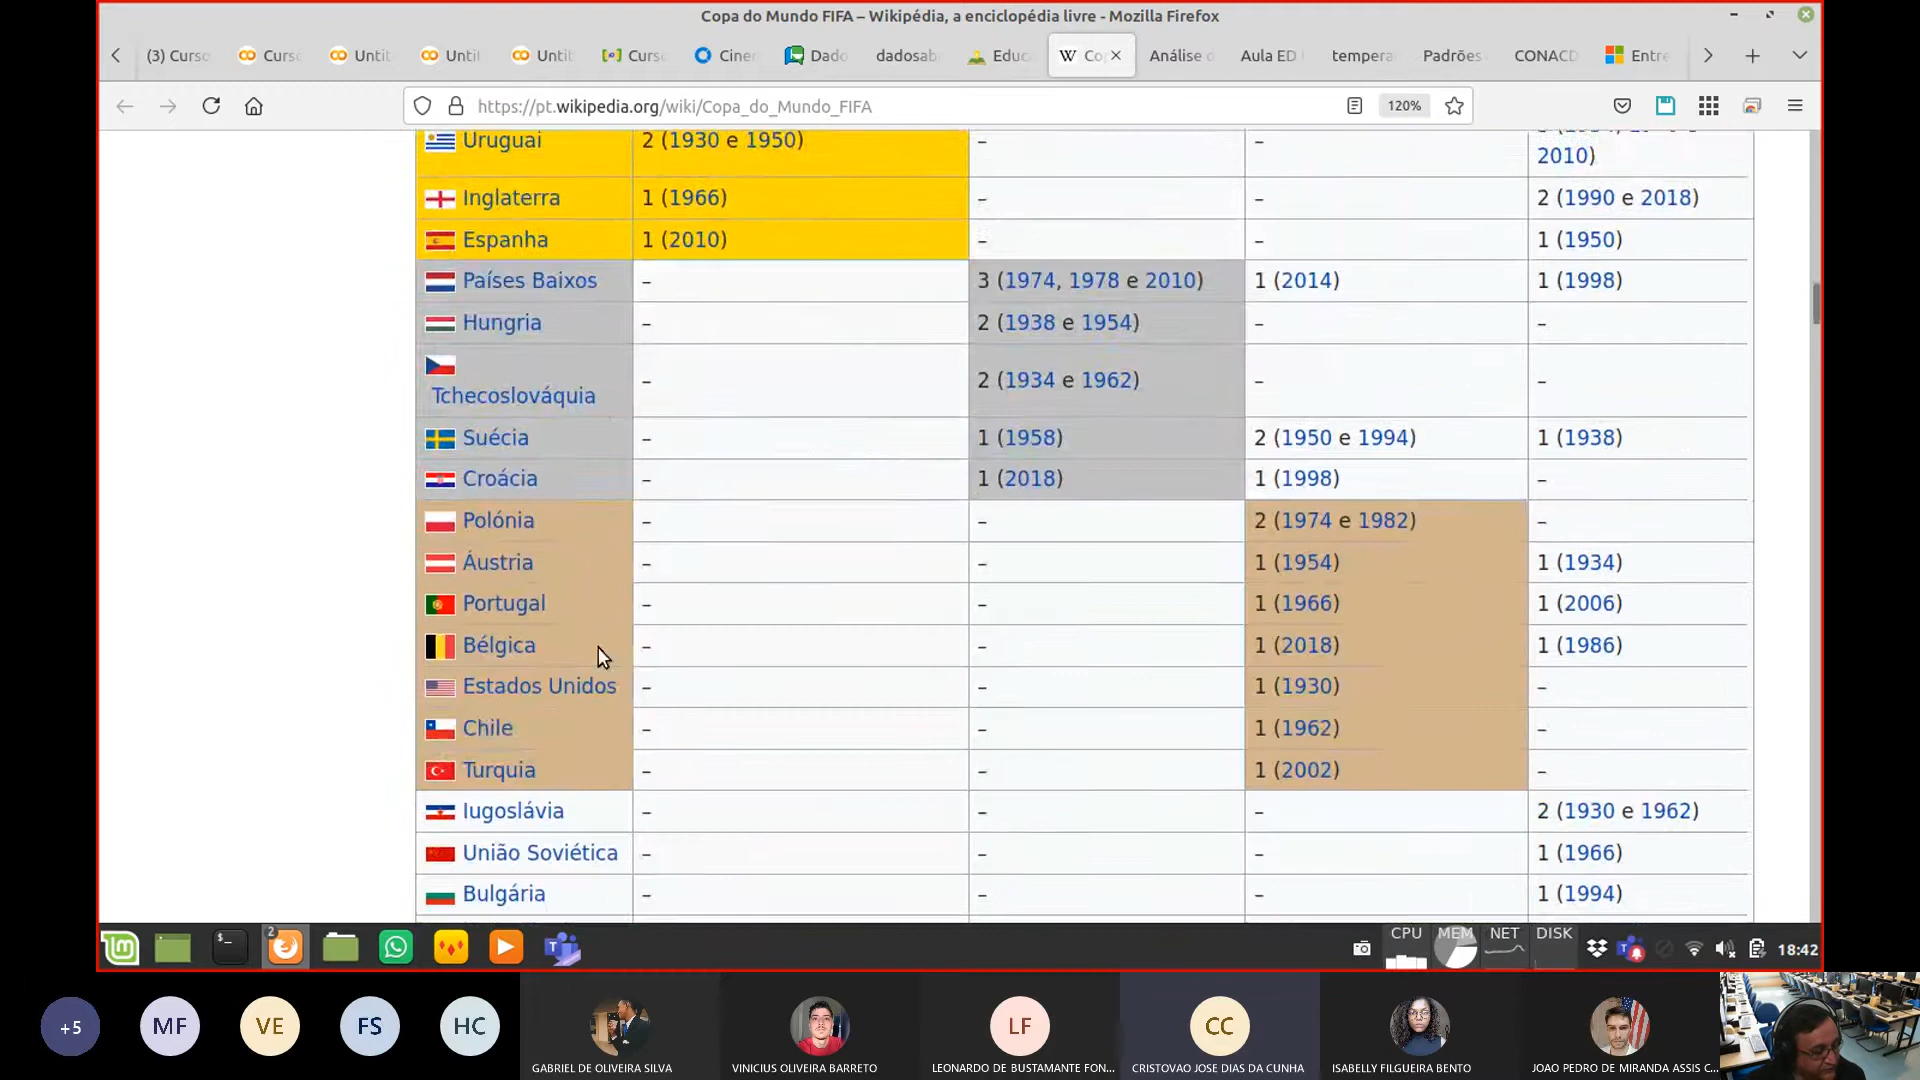 Copa do Mundo FIFA – Wikipédia, a enciclopédia livre - Mozilla Firefox
(3) Curso
Curso
Untit
Untit
Untit
Curso
Ciner
Dado
dadosab
Educ
Co
Análise d
Aula ED
tempera
Padrões
CONACD
Entre
https://pt.wikipedia.org/wiki/Copa_do_Mundo_FIFA
120%
Uruguai 2 (1930 e 1950) – –
2010)
Inglaterra 1 (1966) – – 2 (1990 e 2018)
Espanha 1 (2010) – – 1 (1950)
Países Baixos – 3 (1974, 1978 e 2010) 1 (2014) 1 (1998)
Hungria – 2 (1938 e 1954) – –
Tchecoslováquia – 2 (1934 e 1962) – –
Suécia – 1 (1958) 2 (1950 e 1994) 1 (1938)
Croácia – 1 (2018) 1 (1998) –
Polónia – – 2 (1974 e 1982) –
Áustria – – 1 (1954) 1 (1934)
Portugal – – 1 (1966) 1 (2006)
Bélgica – – 1 (2018) 1 (1986)
Estados Unidos – – 1 (1930) –
Chile – – 1 (1962) –
Turquia – – 1 (2002) –
Iugoslávia – – – 2 (1930 e 1962)
União Soviética – – – 1 (1966)
Bulgária – – – 1 (1994)
2
CPU MEM NET DISK
18:42
+5 MF VE FS HC LF CC
GABRIEL DE OLIVEIRA SILVA
VINICIUS OLIVEIRA BARRETO
LEONARDO DE BUSTAMANTE FON...
CRISTOVAO JOSE DIAS DA CUNHA
ISABELLY FILGUEIRA BENTO
JOAO PEDRO DE MIRANDA ASSIS C...